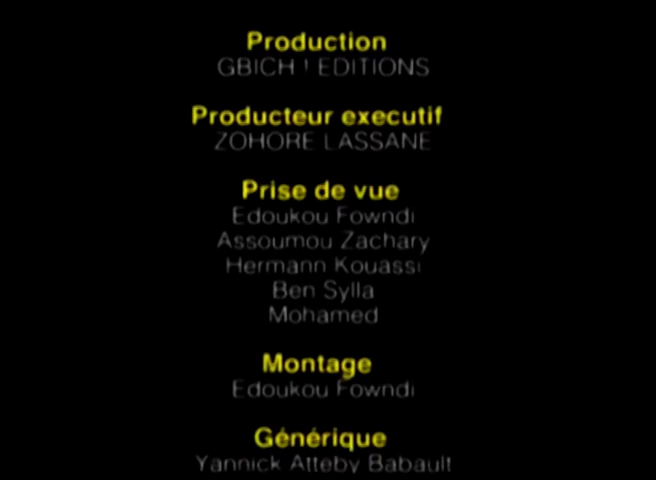 Production
GBICH ! EDITIONS
Producteur executif
ZOHORE LASSANE
Prise de vue
Edoukou Fowndi
Assoumou Zachary
Hermann Kouassi
Ben Sylla
Mohamed
Montage
Edoukou Fowndi
Générique
Yannick Atteby Babault